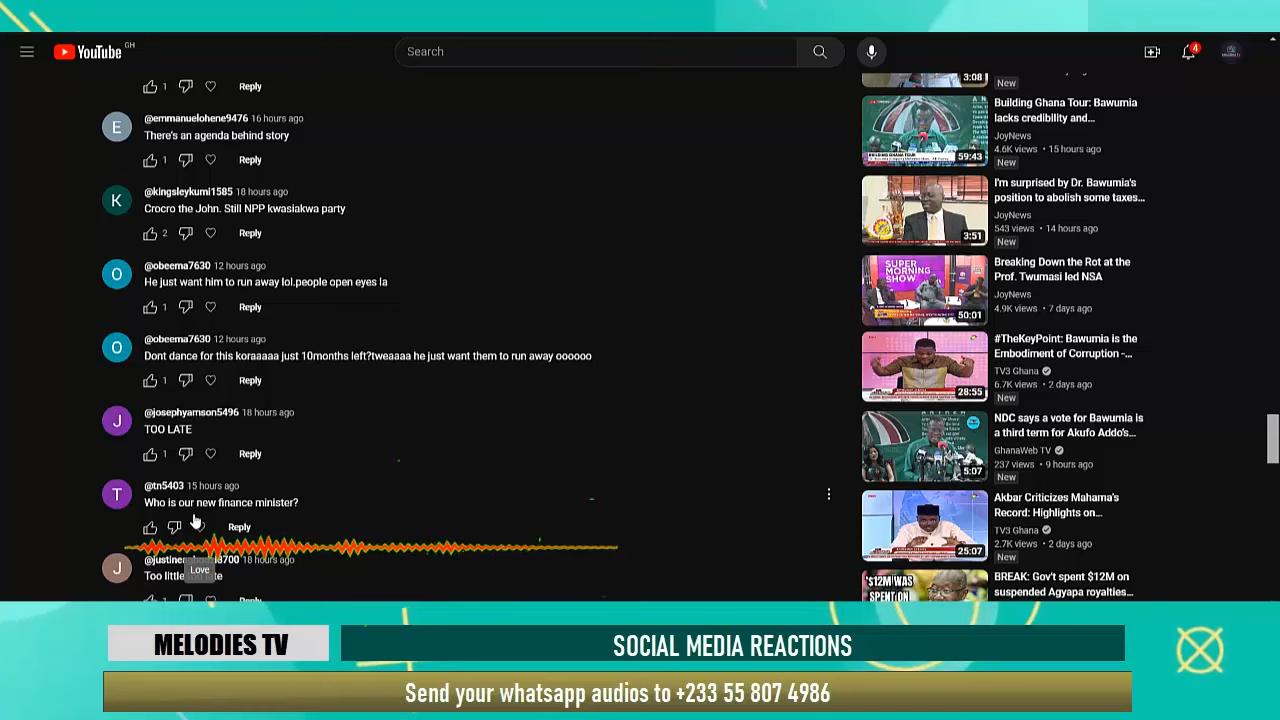 YouTube GH
Search
4
1 Reply
@emmanuelohene9476 16 hours ago
There's an agenda behind story
1 Reply
@kingsleykumi1585 18 hours ago
Crocro the John. Still NPP kwasiakwa party
2 Reply
@obeema7630 12 hours ago
He just want him to run away lol.people open eyes la
1 Reply
@obeema7630 12 hours ago
Dont dance for this koraaaaa just 10months left?tweaaaa he just want them to run away oooooo
1 Reply
@josephyamson5496 18 hours ago
TOO LATE
1 Reply
@tn5403 15 hours ago
Who is our new finance minister?
Reply
18 hours ago
Love
Too little
Reply
3:08
New
59:43
Building Ghana Tour: Bawumia
lacks credibility and...
JoyNews
4.6K views • 15 hours ago
New
3:51
I'm surprised by Dr. Bawumia's
position to abolish some taxes...
JoyNews
543 views • 14 hours ago
New
SUPER
MORNING
SHOW
50:01
Breaking Down the Rot at the
Prof. Twumasi led NSA
JoyNews
4.9K views • 7 days ago
28:55
#TheKeyPoint: Bawumia is the
Embodiment of Corruption -...
TV3 Ghana
6.7K views • 2 days ago
New
5:07
NDC says a vote for Bawumia is
a third term for Akufo Addo's...
GhanaWeb TV
237 views • 9 hours ago
New
25:07
Akbar Criticizes Mahama's
Record: Highlights on...
TV3 Ghana
2.7K views • 2 days ago
New
$12M WAS
SPENT ON
BREAK: Gov't spent $12M on
suspended Agyapa royalties...
MELODIES TV
SOCIAL MEDIA REACTIONS
Send your whatsapp audios to +233 55 807 4986